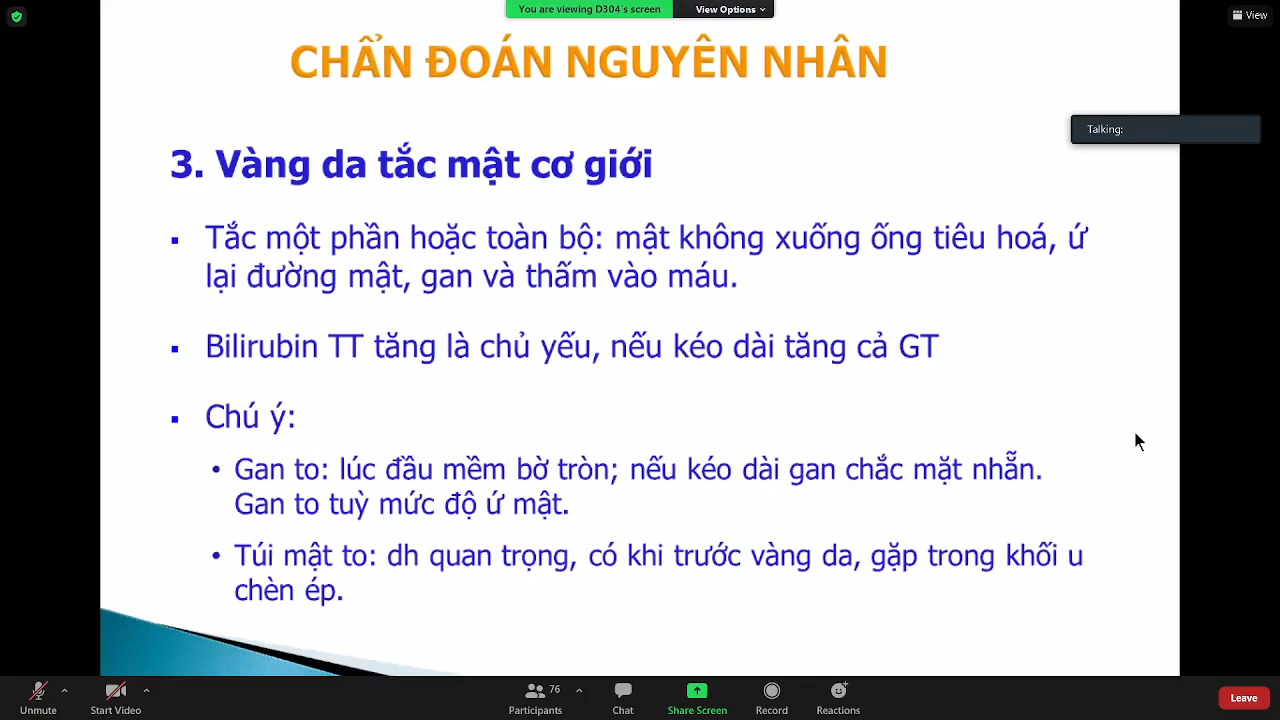 You are viewing D304's screen
View Options
View
CHẨN ĐOÁN NGUYÊN NHÂN
Talking:
3. Vàng da tắc mật cơ giới
▪ Tắc một phần hoặc toàn bộ: mật không xuống ống tiêu hoá, ứ
lại đường mật, gan và thấm vào máu.
▪ Bilirubin TT tăng là chủ yếu, nếu kéo dài tăng cả GT
▪ Chú ý:
• Gan to: lúc đầu mềm bờ tròn; nếu kéo dài gan chắc mặt nhẵn.
Gan to tuỳ mức độ ứ mật.
• Túi mật to: dh quan trọng, có khi trước vàng da, gặp trong khối u
chèn ép.
Unmute
Start Video
76
Participants
Chat
Share Screen
Record
Reactions
Leave